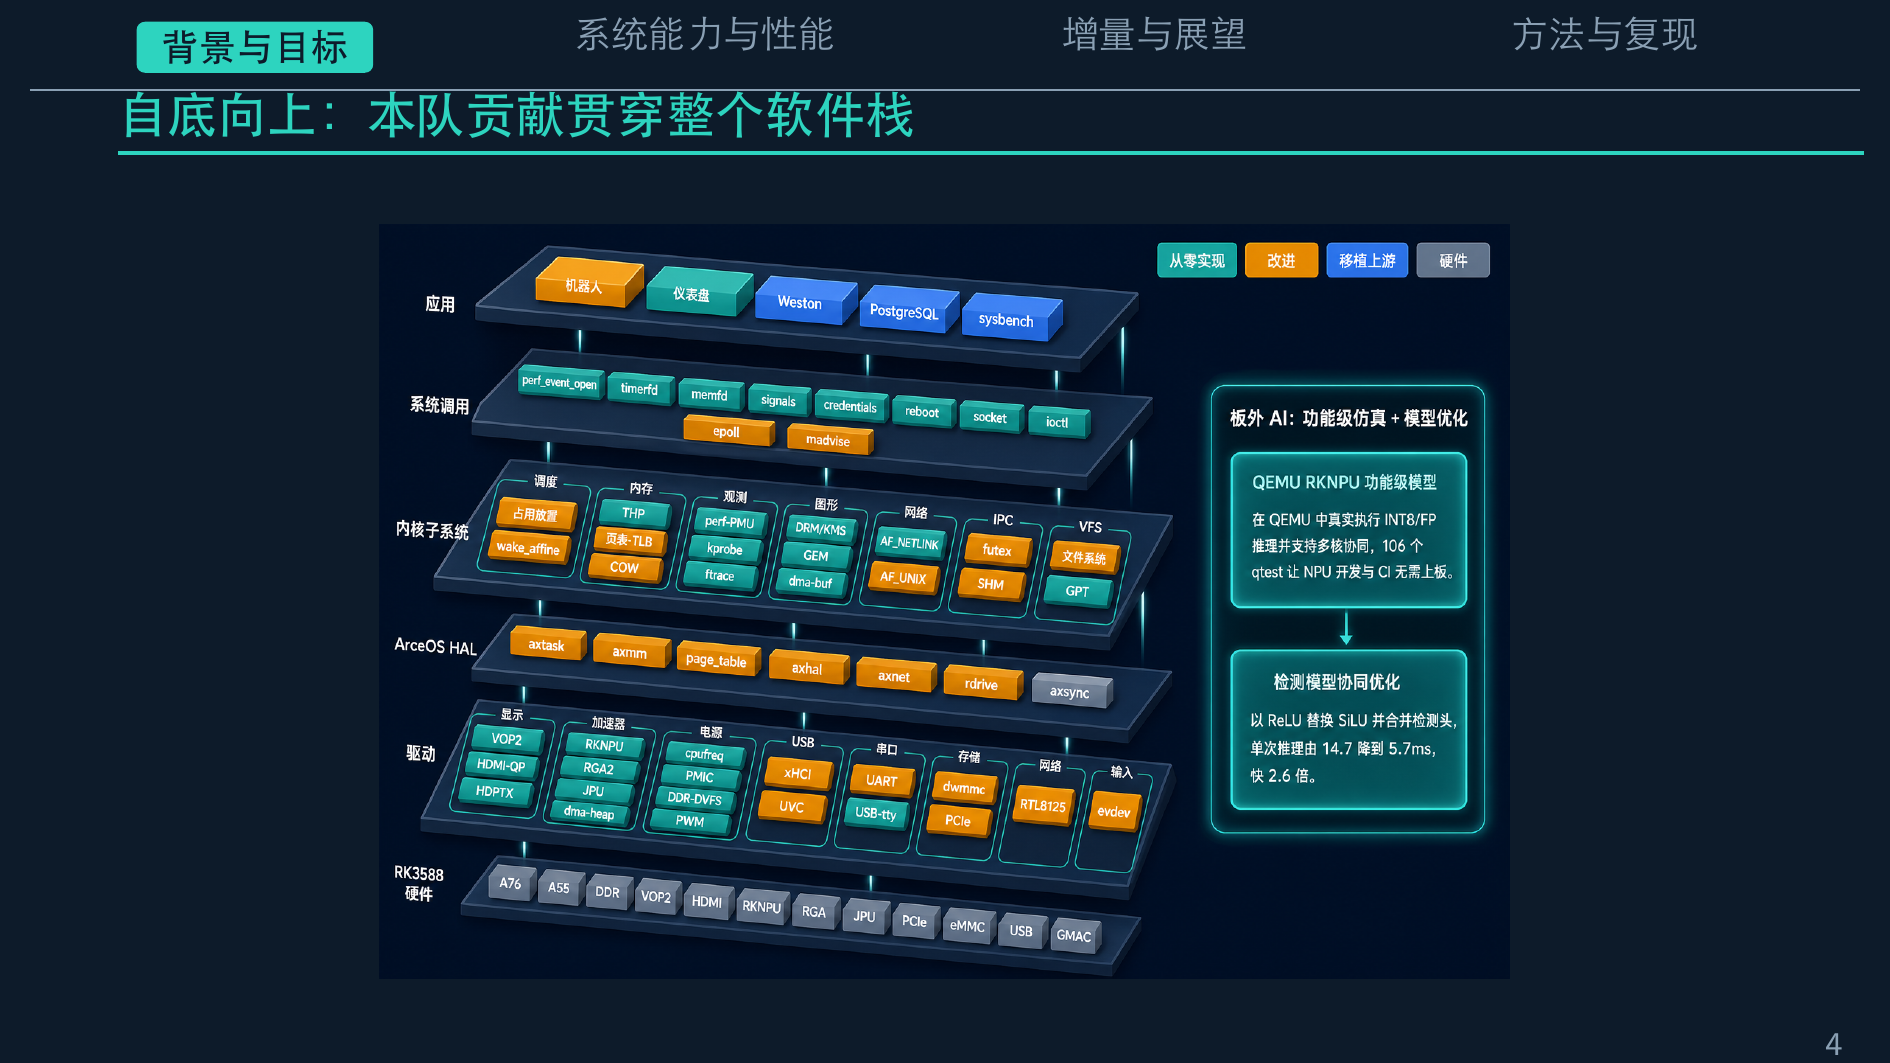 背景与目标
系统能力与性能
增量与展望
方法与复现
自底向上：本队贡献贯穿整个软件栈
从零实现
改进
移植上游
硬件
应用
机器人
仪表盘
Weston
PostgreSQL
sysbench
系统调用
perf_event_open
timerfd
memfd
signals
credentials
reboot
socket
ioctl
epoll
madvise
内核子系统
调度
占用放置
wake_affine
内存
THP
页表-TLB
COW
观测
perf-PMU
kprobe
ftrace
图形
DRM/KMS
GEM
dma-buf
网络
AF_NETLINK
AF_UNIX
IPC
futex
SHM
VFS
文件系统
GPT
ArceOS HAL
axtask
axmm
page_table
axhal
axnet
rdrive
axsync
驱动
显示
VOP2
HDMI-QP
HDPTX
加速器
RKNPU
RGA2
JPU
dma-heap
电源
cpufreq
PMIC
DDR-DVFS
PWM
USB
xHCI
UVC
串口
UART
USB-tty
存储
dwmmc
PCIe
网络
RTL8125
输入
evdev
RK3588
硬件
A76
A55
DDR
VOP2
HDMI
RKNPU
RGA
JPU
PCIe
eMMC
USB
GMAC
板外 AI：功能级仿真 + 模型优化
QEMU RKNPU 功能级模型
在 QEMU 中真实执行 INT8/FP
推理并支持多核协同，106 个
qtest 让 NPU 开发与 CI 无需上板。
检测模型协同优化
以 ReLU 替换 SiLU 并合并检测头，
单次推理由 14.7 降到 5.7ms，
快 2.6 倍。
4